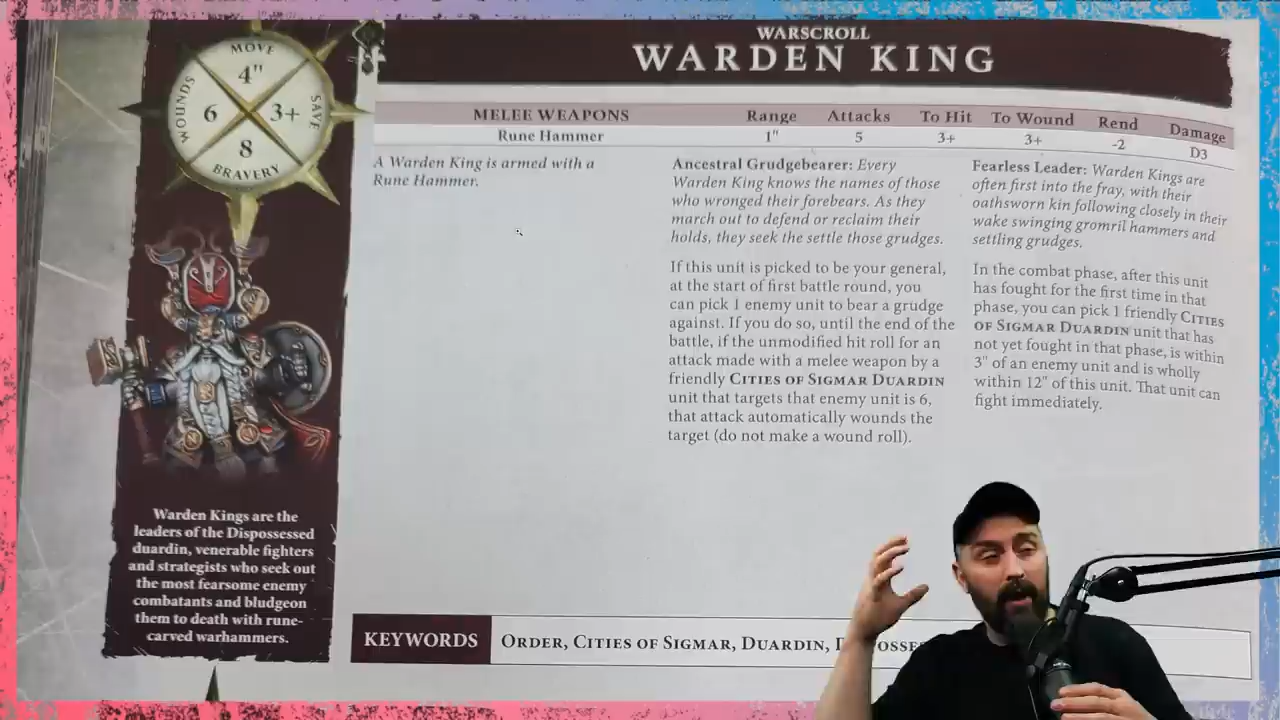 WARSCROLL
WARDEN KING
MOVE
4"
WOUNDS
6
3+
SAVE
8
BRAVERY
MELEE WEAPONS Range Attacks To Hit To Wound Rend Damage
Rune Hammer 1" 5 3+ 3+ -2 D3
A Warden King is armed with a
Rune Hammer.
Ancestral Grudgebearer: Every
Warden King knows the names of those
who wronged their forebears. As they
march out to defend or reclaim their
holds, they seek the settle those grudges.
If this unit is picked to be your general,
at the start of first battle round, you
can pick 1 enemy unit to bear a grudge
against. If you do so, until the end of the
battle, if the unmodified hit roll for an
attack made with a melee weapon by a
friendly CITIES OF SIGMAR DUARDIN
unit that targets that enemy unit is 6,
that attack automatically wounds the
target (do not make a wound roll).
Fearless Leader: Warden Kings are
often first into the fray, with their
oathsworn kin following closely in their
wake swinging gromril hammers and
settling grudges.
In the combat phase, after this unit
has fought for the first time in that
phase, you can pick 1 friendly CITIES
OF SIGMAR DUARDIN unit that has
not yet fought in that phase, is within
3" of an enemy unit and is wholly
within 12" of this unit. That unit can
fight immediately.
Warden Kings are the
leaders of the Dispossessed
duardin, venerable fighters
and strategists who seek out
the most fearsome enemy
combatants and bludgeon
them to death with rune-
carved warhammers.
KEYWORDS ORDER, CITIES OF SIGMAR, DUARDIN,